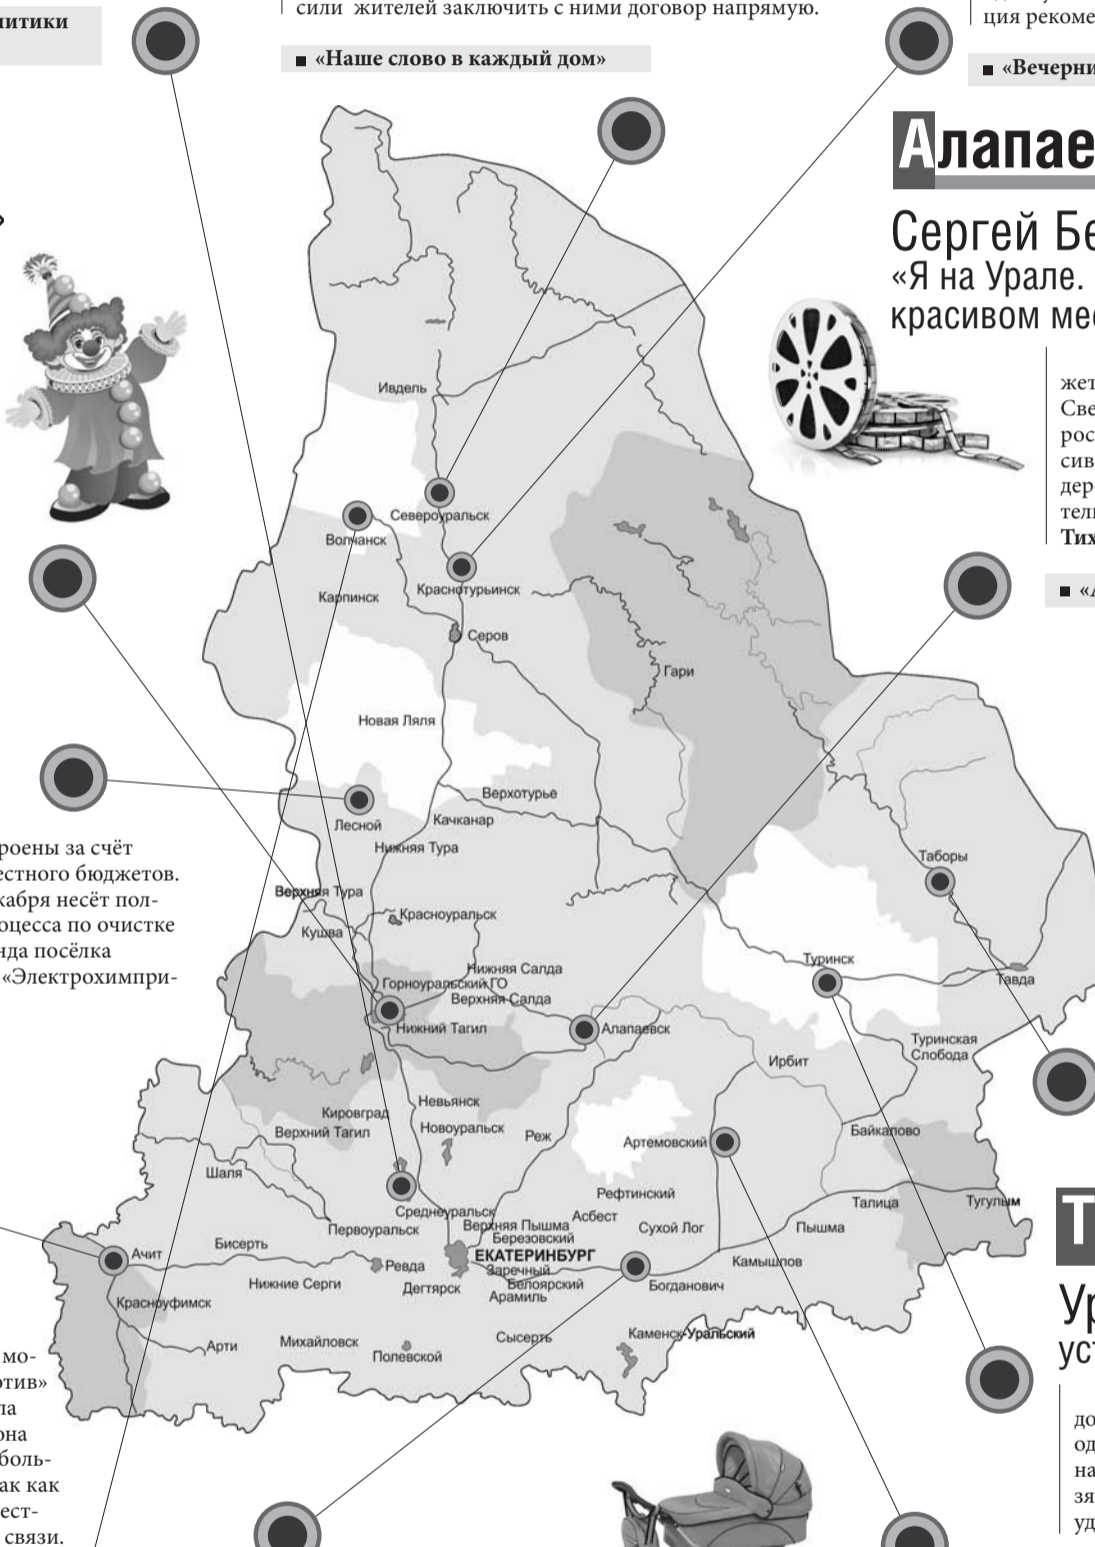 литики
сили жителей заключить с ними договор напрямую.
«Наше слово в каждый дом»
ция рекоме
«Вечерни
Алапае
Сергей Бе
«Я на Урале.
красивом мес
жет
Све
рос
сив
дер
тел
Тих
Ивдель
Североуральск
Волчанск
Краснотурьинск
Карпинск
Серов
Гари
Новая Ляля
Верхотурье
Лесной
Качканар
Нижняя Тура
Таборы
Верхняя Тура
Красноуральск
Кушва
Туринск
Нижняя Салда
Тавда
Горноуральский ГО
Верхняя Салда
Нижний Тагил
Алапаевск
Туринская
Слобода
Ирбит
Невьянск
Кировград
Новоуральск
Верхний Тагил
Реж
Артемовский
Байкалово
Шаля
Рефтинский
Талица
Тугулым
Среднеуральск
Асбест
Первоуральск
Верхняя Пышма
Сухой Лог
Пышма
Березовский
Бисерть
Ачит
ЕКАТЕРИНБУРГ
Ревда
Заречный
Камышлов
Нижние Серги
Дегтярск
Белоярский
Богданович
Арамиль
Красноуфимск
Арти
Михайловск
Сысерть
Каменск-Уральский
Полевской
роены за счёт
естного бюджетов.
кабря несёт пол-
оцесса по очистке
нда посёлка
«Электрохимпри-
мо-
отив»
ла
она
боль-
ак как
ест-
связи.
Т
Ур
уст
до
од
на
зя
уд